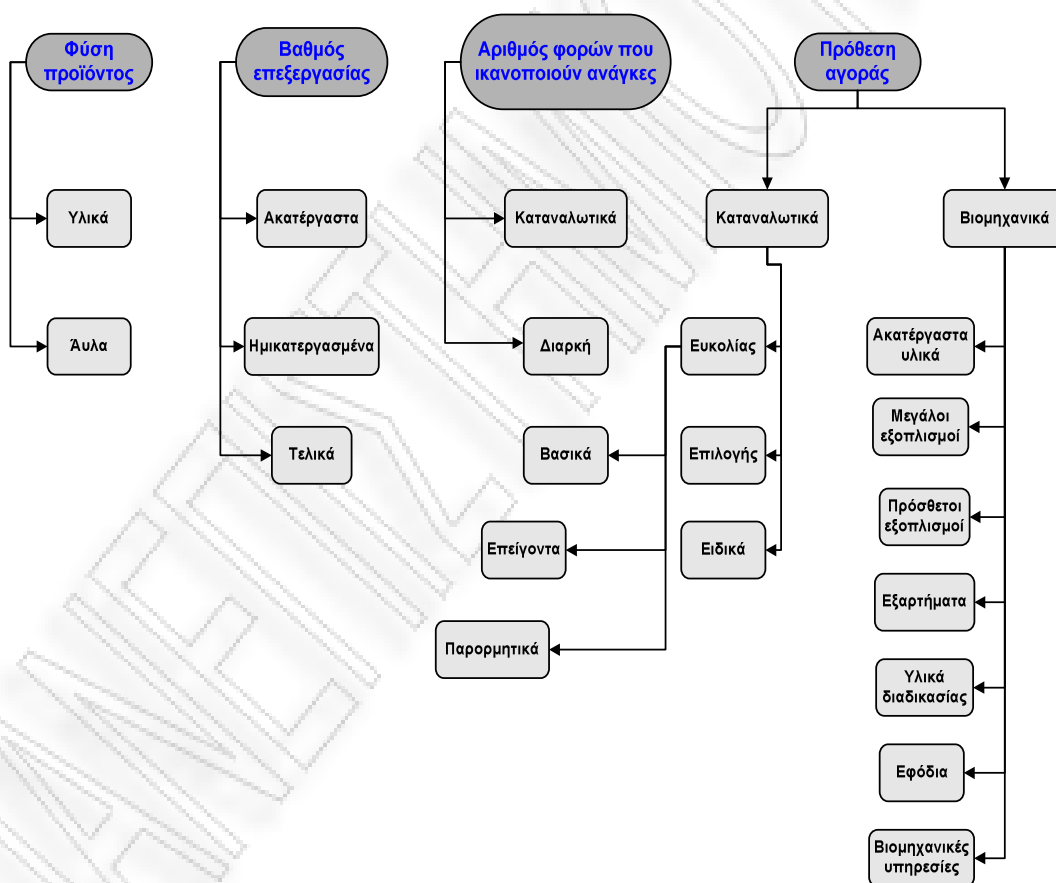 Φύση
προϊόντος
Βαθμός
επεξεργασίας
Αριθμός φορών που
ικανοποιούν ανάγκες
Πρόθεση
αγοράς
Υλικά
Ακατέργαστα
Καταναλωτικά
Καταναλωτικά
Βιομηχανικά
Άυλα
Ημικατεργασμένα
Διαρκή
Ευκολίας
Ακατέργαστα
υλικά
Μεγάλοι
εξοπλισμοί
Τελικά
Βασικά
Επιλογής
Πρόσθετοι
εξοπλισμοί
Επείγοντα
Ειδικά
Εξαρτήματα
Παρορμητικά
Υλικά
διαδικασίας
Εφόδια
Βιομηχανικές
υπηρεσίες